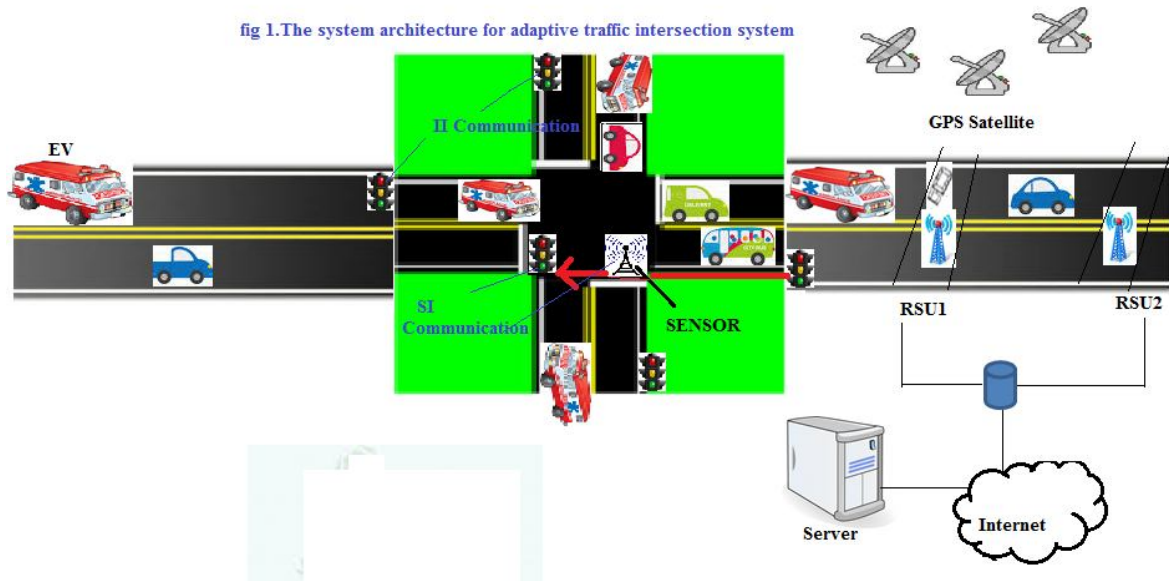 fig 1.The system architecture for adaptive traffic intersection system
II Communication
GPS Satellite
EV
SI
Communication
SENSOR
RSU1
RSU2
Server
Internet